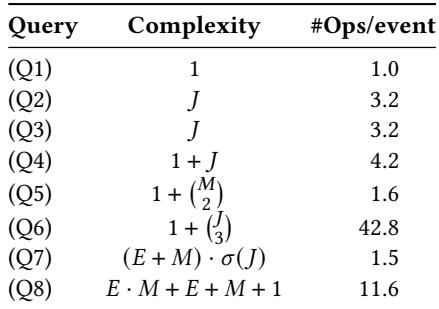 Query Complexity #Ops/event
(Q1) 1 1.0
(Q2) J 3.2
(Q3) J 3.2
(Q4) 1 + J 4.2
(Q5) 1 + (M 2) 1.6
(Q6) 1 + (J 3) 42.8
(Q7) (E + M) · σ(J) 1.5
(Q8) E · M + E + M + 1 11.6